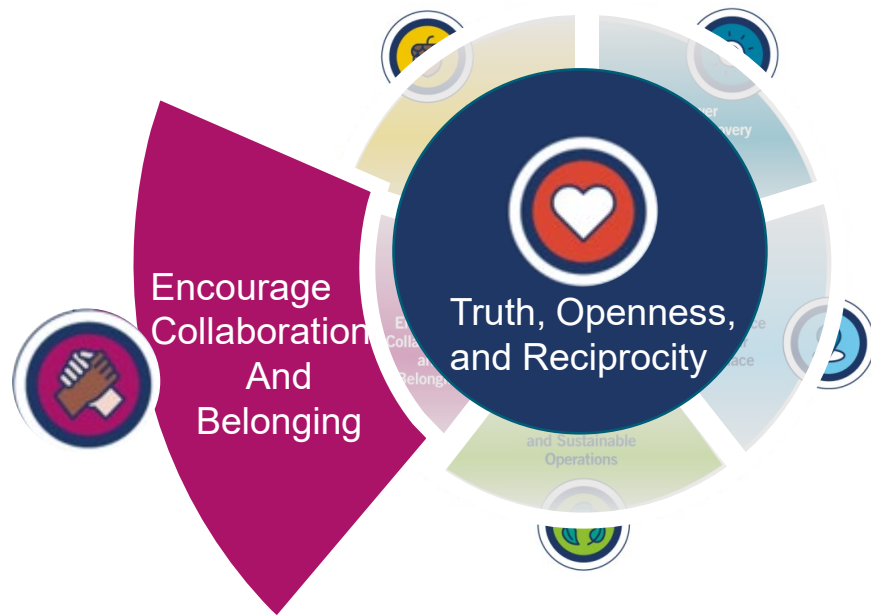 Encourage
Collaboration
And
Belonging
Truth, Openness,
and Reciprocity
and Sustainable
Operations